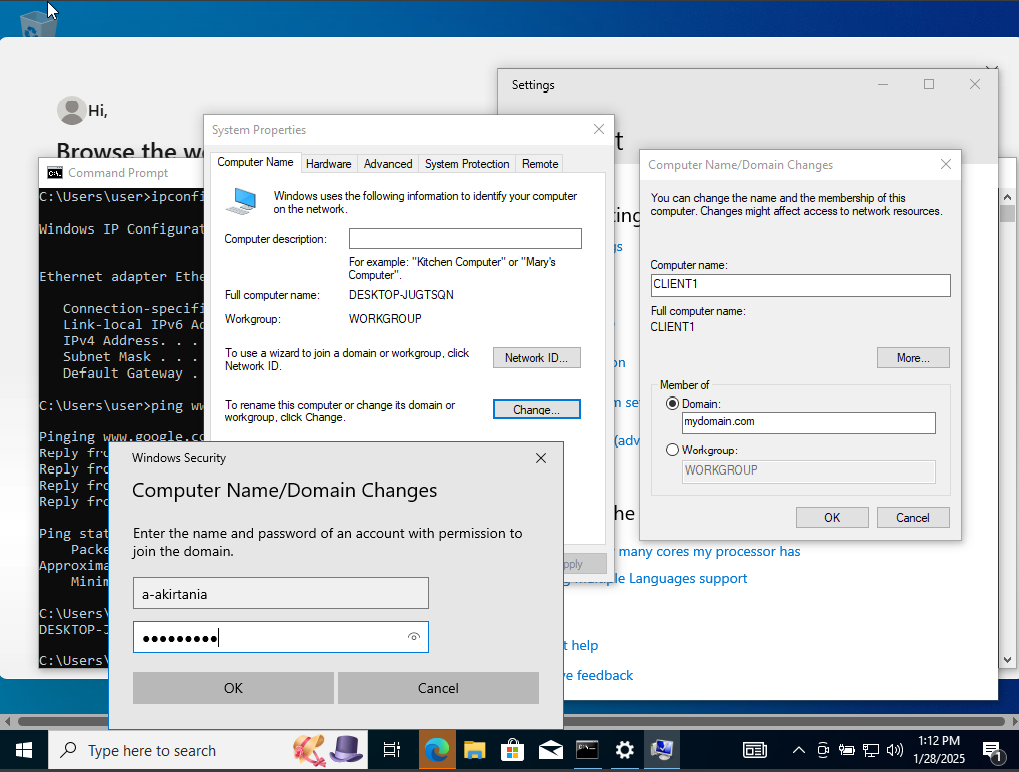 Hi,
Browse the w
Settings
System Properties
Computer Name
Hardware
Advanced
System Protection
Remote
Windows uses the following information to identify your computer
on the network.
Computer description:
For example: "Kitchen Computer" or "Mary's
Computer".
Full computer name:
DESKTOP-JUGTSQN
Workgroup:
WORKGROUP
To use a wizard to join a domain or workgroup, click
Network ID.
Network ID...
To rename this computer or change its domain or
workgroup, click Change.
Change...
pply
Computer Name/Domain Changes
You can change the name and the membership of this
computer. Changes might affect access to network resources.
Computer name:
CLIENT1
Full computer name:
CLIENT1
More...
Member of
Domain:
mydomain.com
Workgroup:
WORKGROUP
OK
Cancel
Command Prompt
C:\Users\user>ipconfi
Windows IP Configurat
Ethernet adapter Ethe
Connection-specifi
Link-local IPv6 Ad
IPv4 Address. . .
Subnet Mask . . .
Default Gateway .
C:\Users\user>ping ww
Pinging www.google.co
Reply fro
Reply fro
Reply fro
Reply fro
Ping stat
Packe
Approxima
Minim
C:\Users\
DESKTOP-J
C:\Users\
Windows Security
Computer Name/Domain Changes
Enter the name and password of an account with permission to
join the domain.
a-akirtania
●●●●●●●●●
OK
Cancel
t
ting
gs
on
m se
(adv
he
many cores my processor has
g Multiple Languages support
t help
ve feedback
Type here to search
1:12 PM
1/28/2025
1